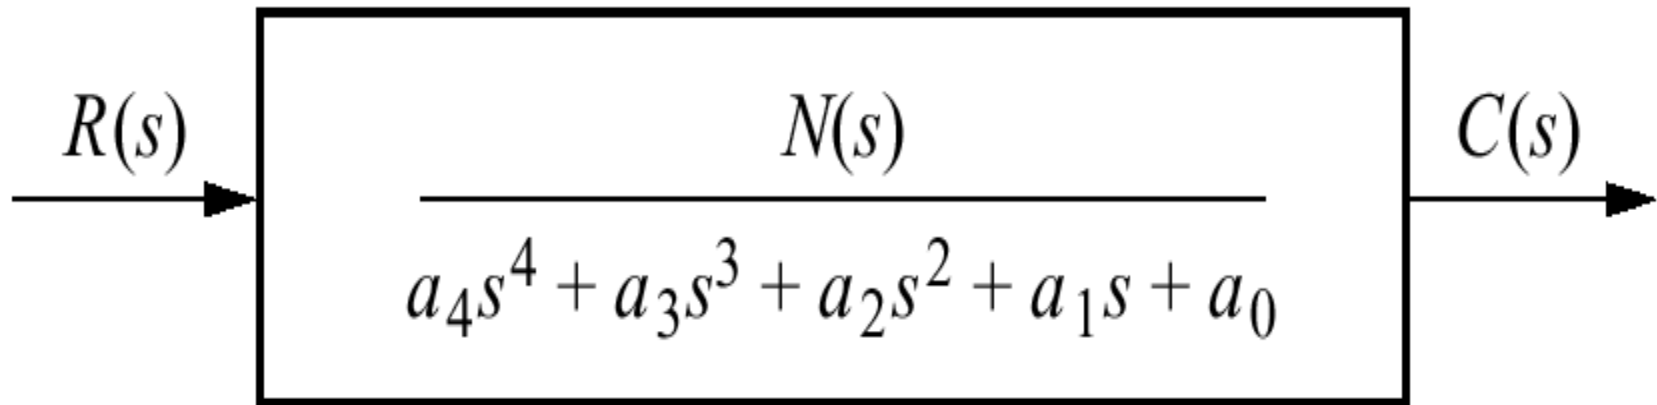 R(s)
N(s)
C(s)
a₄s⁴ + a₃s³ + a₂s² + a₁s + a₀